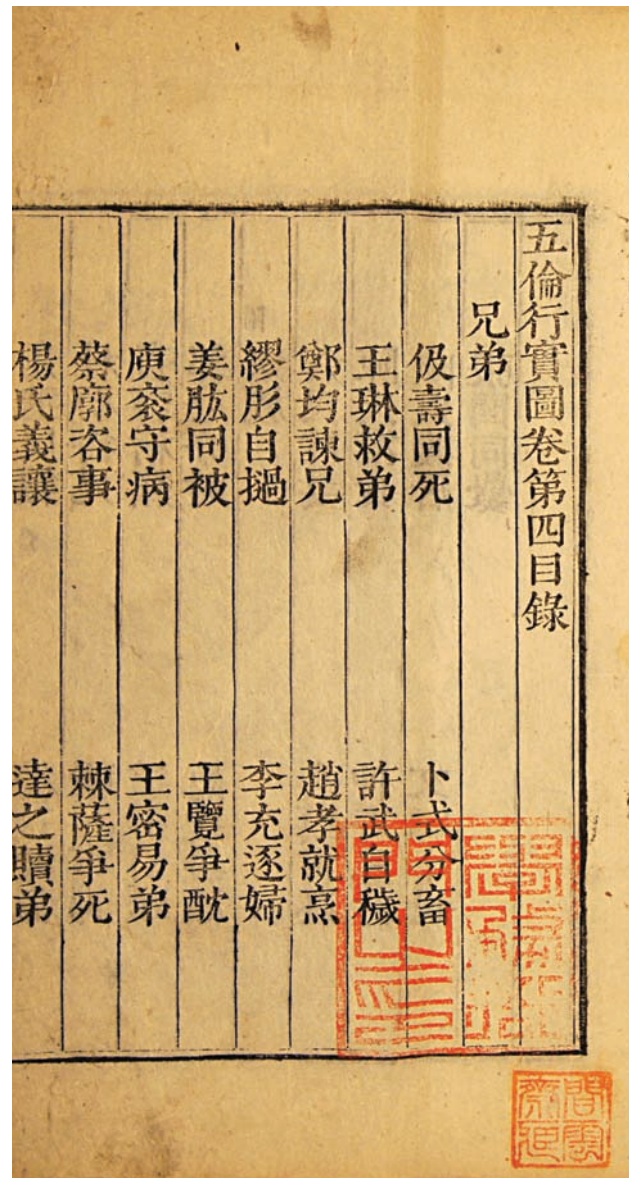 五倫行實圖卷第四目錄
兄弟
伋壽同死 卜式分畜
王琳救弟 許武自穢
鄭均諫兄 趙孝就烹
繆肜自撾 李充逐婦
姜肱同被 王覽爭酖
庾袞守病 王密易弟
蔡廓咨事 棘薩爭死
楊氏義讓 達之贖弟